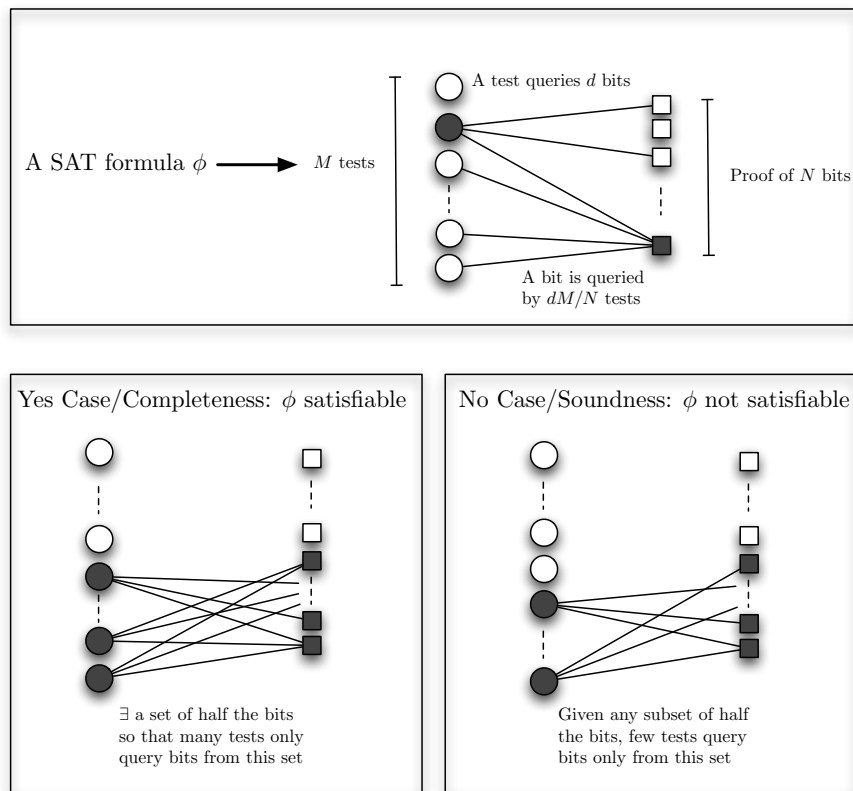 A test queries d bits
A SAT formula ϕ
M tests
Proof of N bits
A bit is queried
by dM/N tests
Yes Case/Completeness: ϕ satisfiable
∃ a set of half the bits
so that many tests only
query bits from this set
No Case/Soundness: ϕ not satisfiable
Given any subset of half
the bits, few tests query
bits only from this set